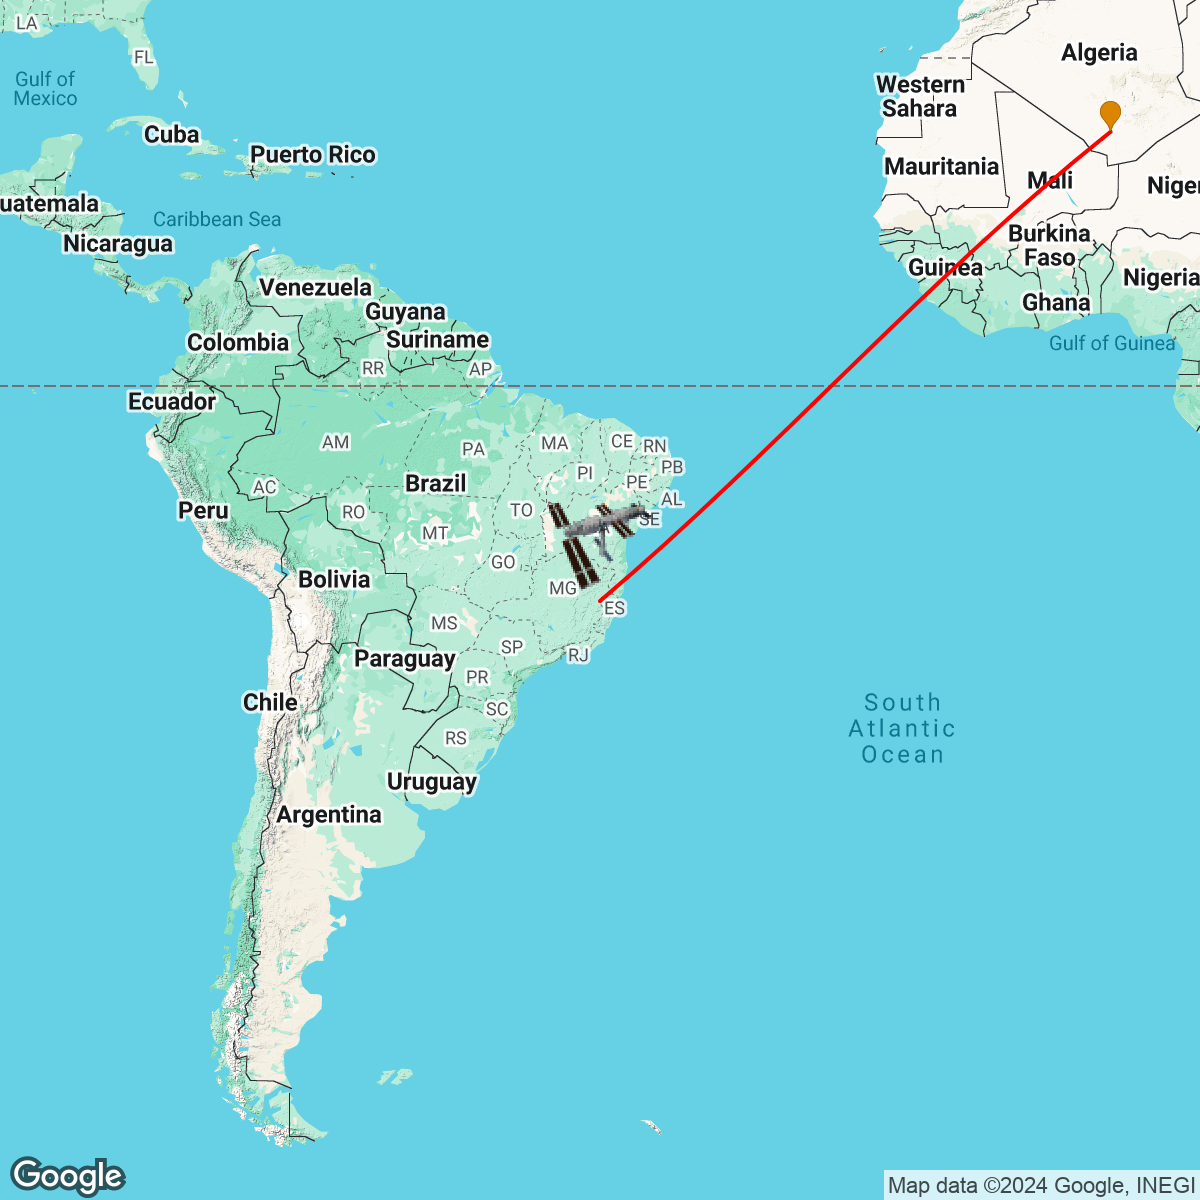 LA
FL
Algeria
Gulf of
Mexico
Western
Sahara
Cuba
Puerto Rico
Mauritania
Mali
Niger
uatemala
Caribbean Sea
Nicaragua
Burkina
Faso
Guinea
Nigeria
Venezuela
Ghana
Guyana
Suriname
Colombia
Gulf of Guinea
RR
AP
Ecuador
AM
PA
MA
CE
RN
PI
PB
PE
Brazil
AC
AL
Peru
RO
TO
SE
MT
GO
Bolivia
MG
ES
MS
SP
RJ
Paraguay
PR
Chile
SC
South
Atlantic
Ocean
RS
Uruguay
Argentina
Google
Map data ©2024 Google, INEGI